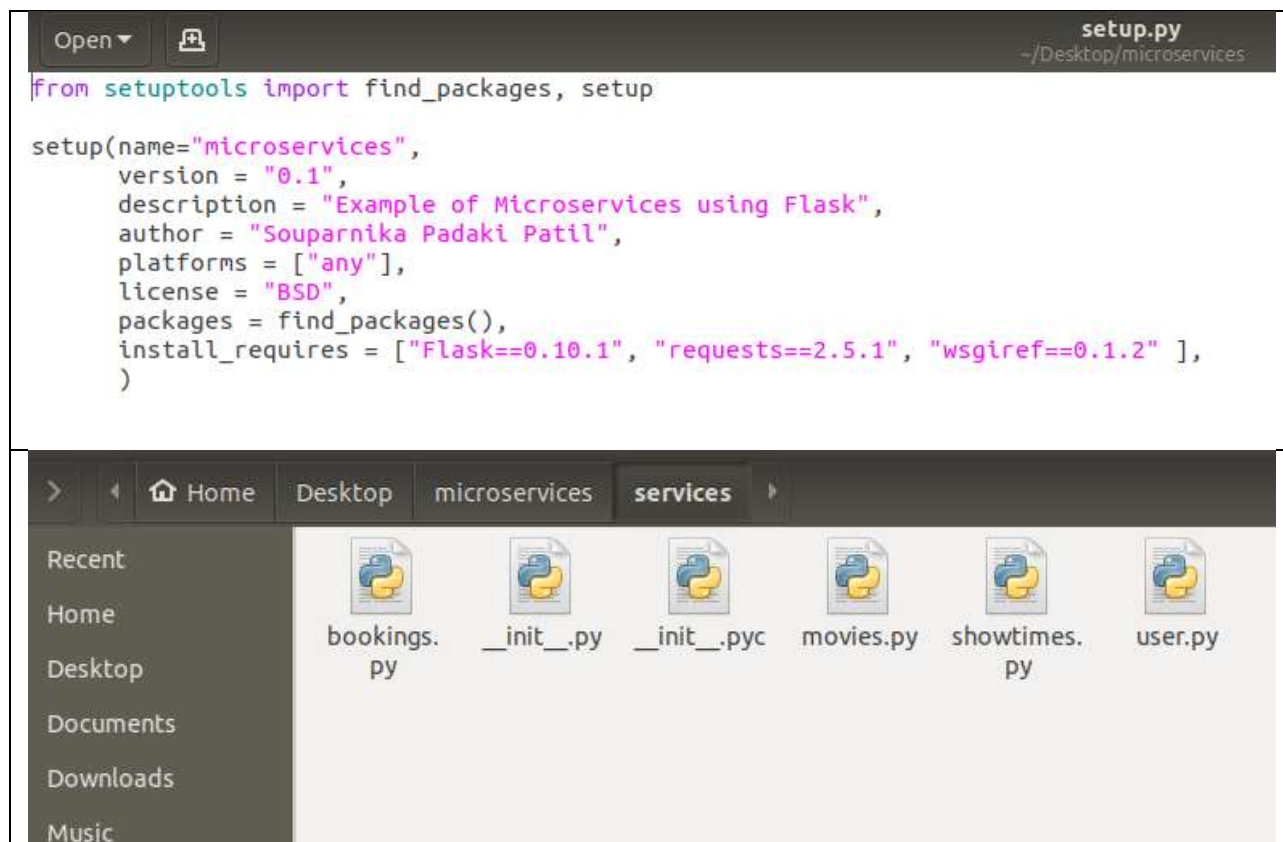 Open
setup.py
~/Desktop/microservices
from setuptools import find_packages, setup
setup(name="microservices",
      version = "0.1",
      description = "Example of Microservices using Flask",
      author = "Souparnika Padaki Patil",
      platforms = ["any"],
      license = "BSD",
      packages = find_packages(),
      install_requires = ["Flask==0.10.1", "requests==2.5.1", "wsgiref==0.1.2" ],
      )
Home Desktop microservices services
Recent
Home
Desktop
Documents
Downloads
Music
bookings.
py
__init__.py
__init__.pyc
movies.py
showtimes.
py
user.py